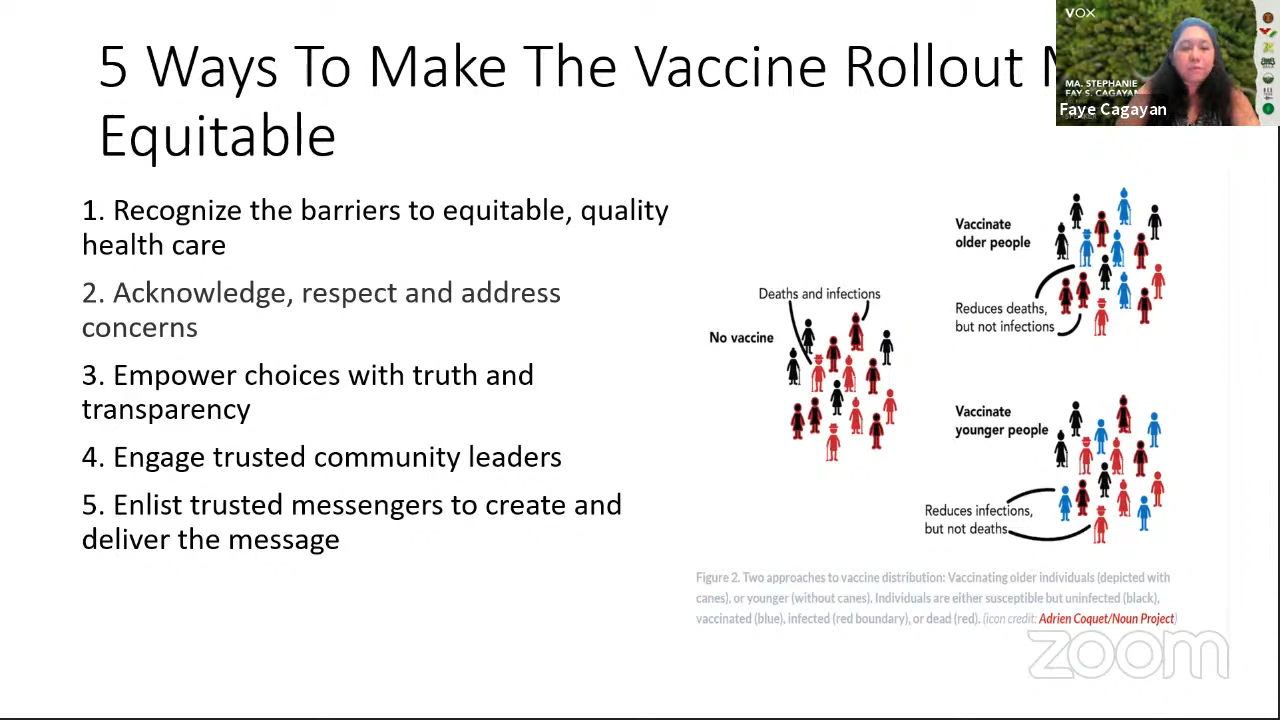 5 Ways To Make The Vaccine Rollout
Equitable
VOX
MA. STEPHANIE
FAY S. CAGAYAN
Faye Cagayan
1. Recognize the barriers to equitable, quality
health care
2. Acknowledge, respect and address
concerns
3. Empower choices with truth and
transparency
4. Engage trusted community leaders
5. Enlist trusted messengers to create and
deliver the message
Deaths and infections
No vaccine
Vaccinate
older people
Reduces deaths,
but not infections
Vaccinate
younger people
Reduces infections,
but not deaths
Figure 2. Two approaches to vaccine distribution: Vaccinating older individuals (depicted with
canes), or younger (without canes). Individuals are either susceptible but uninfected (black),
vaccinated (blue), infected (red boundary), or dead (red). (icon credit: Adrien Coquet/Noun Project)
zoom